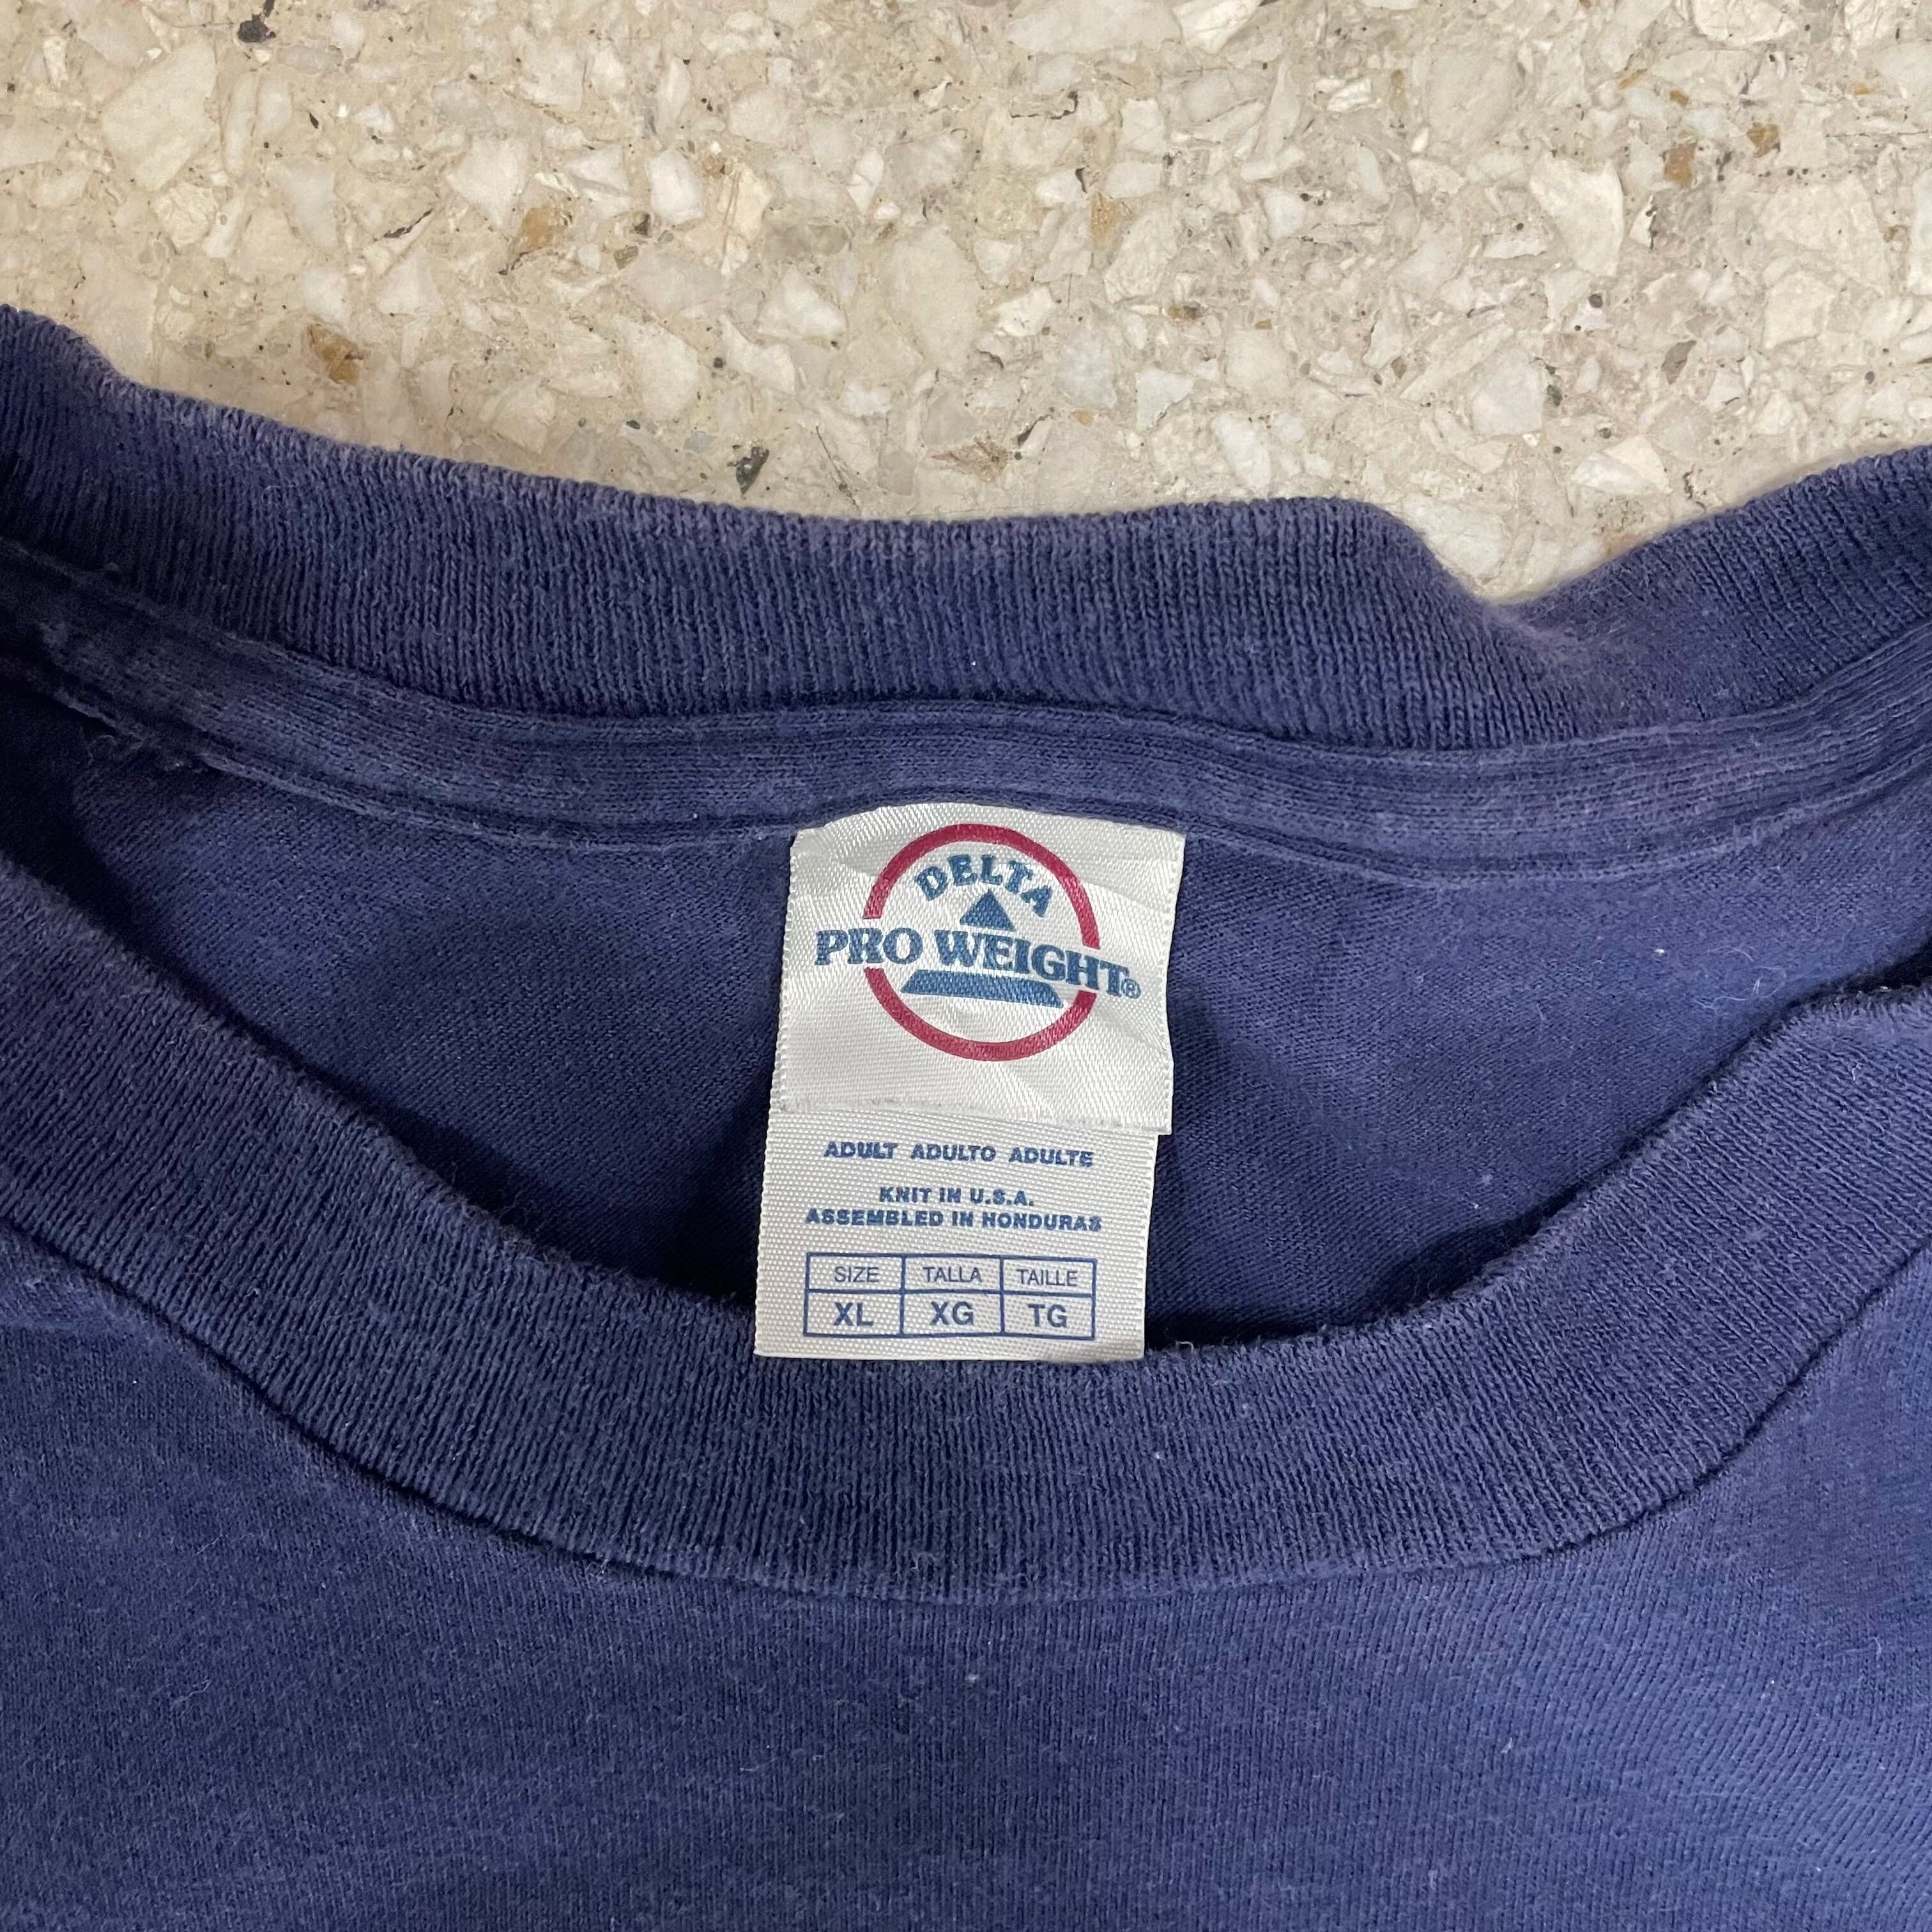 DELTA
PRO WEIGHT®
ADULT ADULTO ADULTE
KNIT IN U.S.A.
ASSEMBLED IN HONDURAS
SIZE TALLA TAILLE
XL XG TG